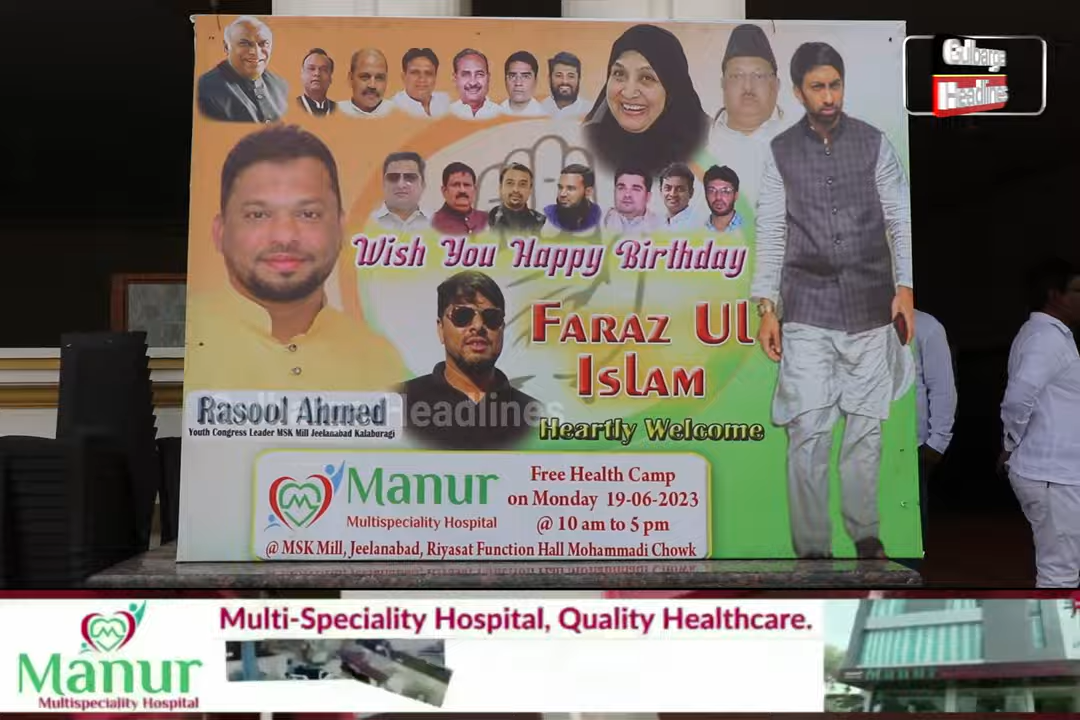 Gulbarga
Headlines
Wish You Happy Birthday
FARAZ Ul
ISLAM
Heartly Welcome
Rasool Ahmed
Youth Congress Leader MSK Mill Jeelanabad Kalaburagi
Headlines
Manur
Multispeciality Hospital
Free Health Camp
on Monday 19-06-2023
@ 10 am to 5 pm
@ MSK Mill, Jeelanabad, Riyasat Function Hall Mohammadi Chowk
Manur
Multispeciality Hospital
Multi-Speciality Hospital, Quality Healthcare.